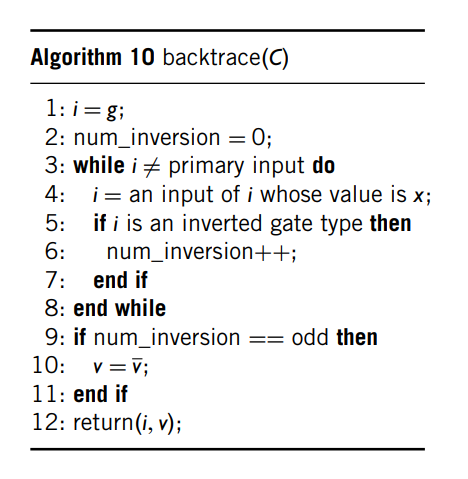 Algorithm 10 backtrace(C)
1: i = g;
2: num_inversion = 0;
3: while i ≠ primary input do
4: i = an input of i whose value is x;
5: if i is an inverted gate type then
6: num_inversion++;
7: end if
8: end while
9: if num_inversion == odd then
10: v = v̅;
11: end if
12: return(i, v);